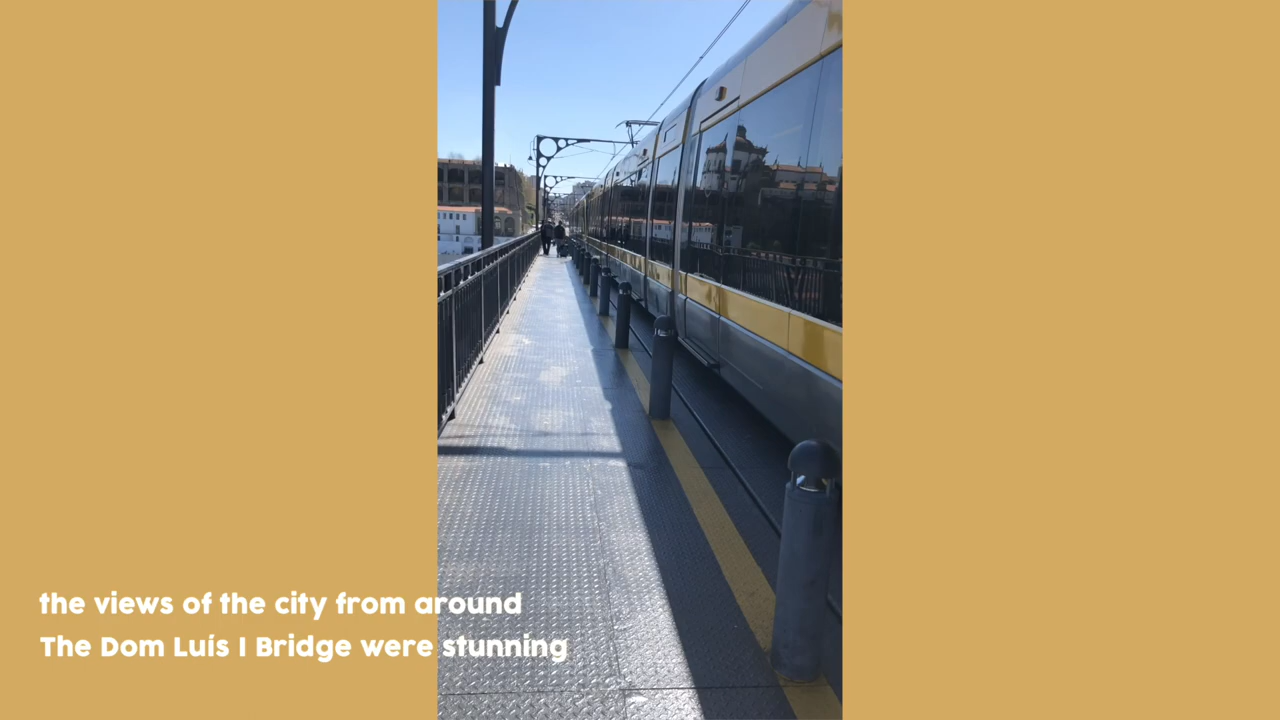 the views of the city from around
The Dom Luís I Bridge were stunning